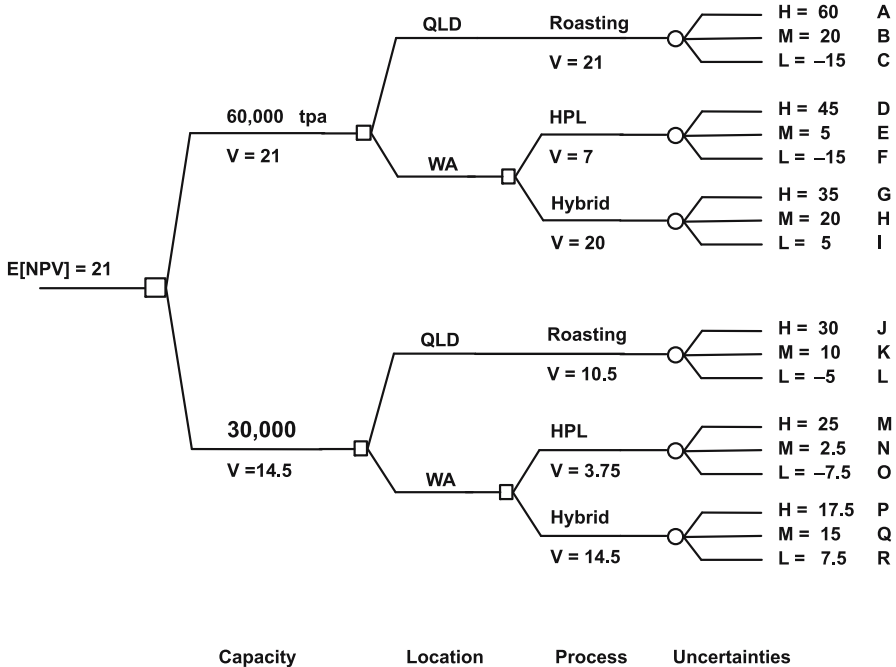 QLD Roasting H = 60 A
M = 20 B
V = 21 L = –15 C
60,000 tpa HPL H = 45 D
M = 5 E
V = 21 V = 7 L = –15 F
WA
Hybrid H = 35 G
M = 20 H
V = 20 L = 5 I
E[NPV] = 21
QLD Roasting H = 30 J
M = 10 K
V = 10.5 L = –5 L
30,000 HPL H = 25 M
M = 2.5 N
V =14.5 V = 3.75 L = –7.5 O
WA
Hybrid H = 17.5 P
M = 15 Q
V = 14.5 L = 7.5 R
Capacity Location Process Uncertainties